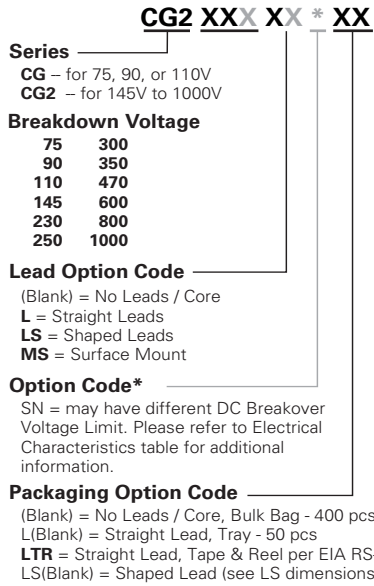 CG2 XXX XX * XX
Series
CG – for 75, 90, or 110V
CG2 – for 145V to 1000V
Breakdown Voltage
75 300
90 350
110 470
145 600
230 800
250 1000
Lead Option Code
(Blank) = No Leads / Core
L = Straight Leads
LS = Shaped Leads
MS = Surface Mount
Option Code*
SN = may have different DC Breakover
Voltage Limit. Please refer to Electrical
Characteristics table for additional
information.
Packaging Option Code
(Blank) = No Leads / Core, Bulk Bag - 400 pcs
L(Blank) = Straight Lead, Tray - 50 pcs
LTR = Straight Lead, Tape & Reel per EIA RS-
LS(Blank) = Shaped Lead (see LS dimensions